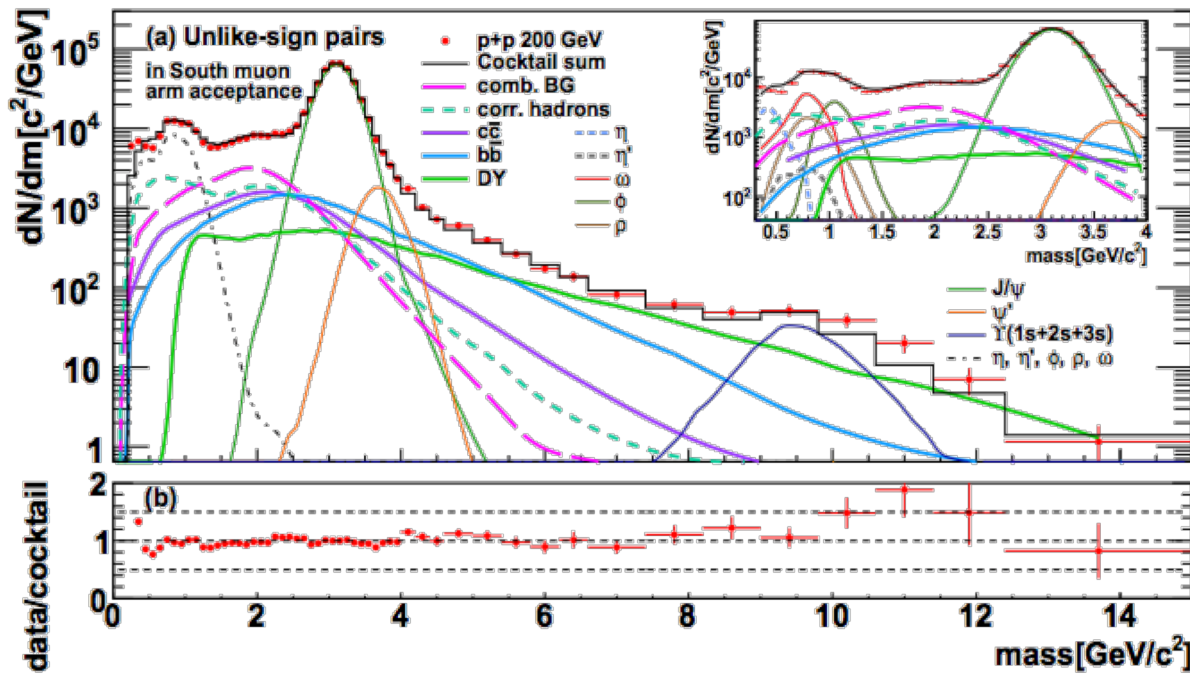 (a) Unlike-sign pairs
in South muon
arm acceptance
p+p 200 GeV
Cocktail sum
comb. BG
corr. hadrons
cc̅
bb̅
DY
η
η'
ω
ϕ
ρ
J/ψ
ψ'
ϒ(1s+2s+3s)
η, η', ϕ, ρ, ω
dN/dm[c²/GeV]
10⁵
10⁴
10³
10²
10
1
dN/dm[c²/GeV]
10⁴
10³
10²
0.5 1 1.5 2 2.5 3 3.5 4
mass[GeV/c²]
(b)
data/cocktail
2
1
0
0 2 4 6 8 10 12 14
mass[GeV/c²]